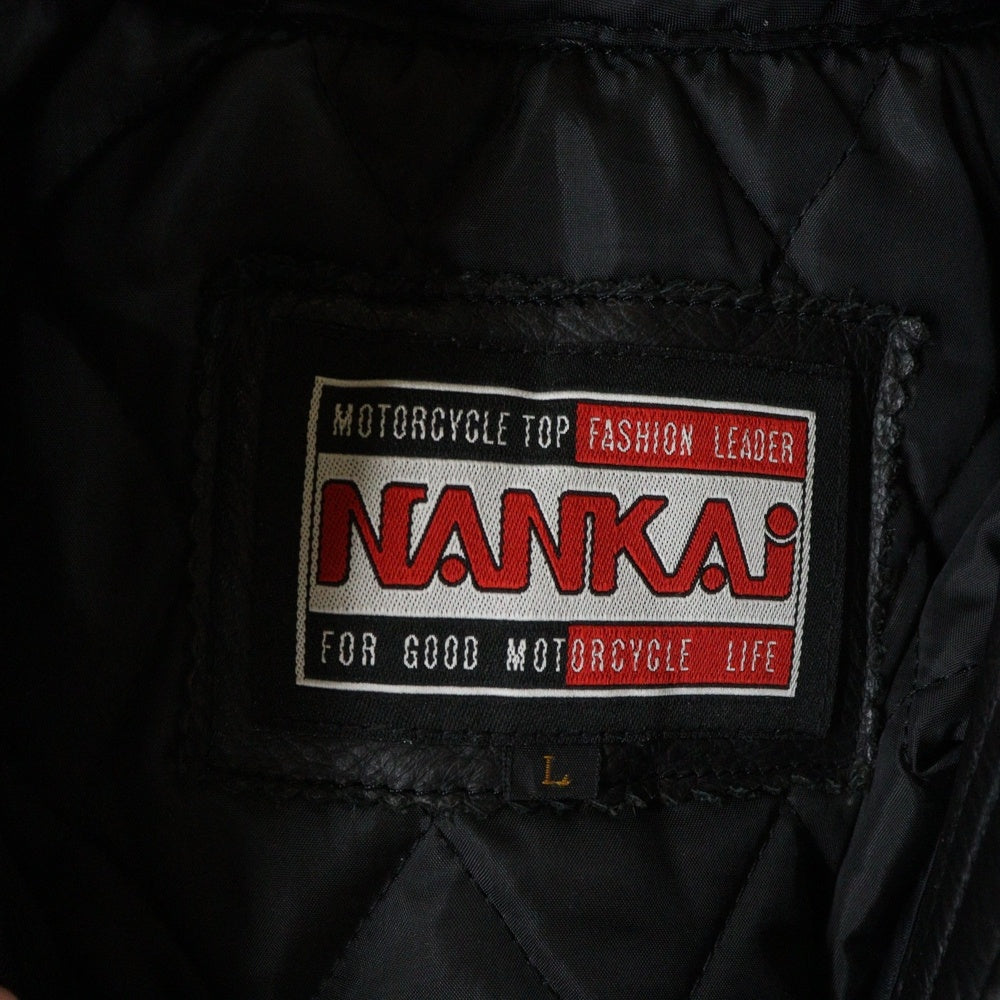 MOTORCYCLE TOP FASHION LEADER
NANKAi
FOR GOOD MOTORCYCLE LIFE
L